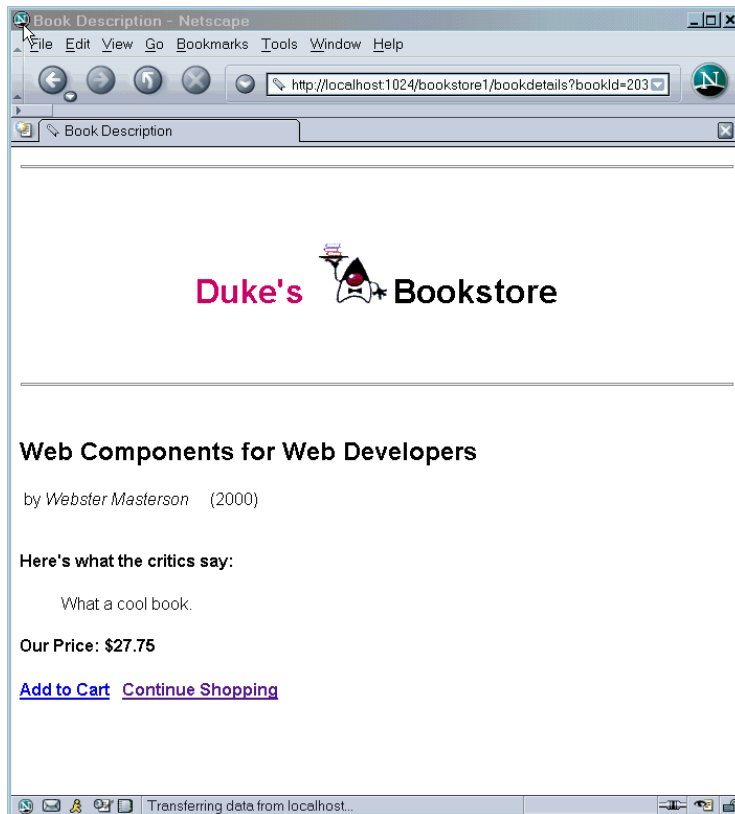 Book Description - Netscape
File Edit View Go Bookmarks Tools Window Help
http://localhost:1024/bookstore1/bookdetails?bookId=203
N
Book Description
Duke's Bookstore
Web Components for Web Developers
by Webster Masterson (2000)
Here's what the critics say:
What a cool book.
Our Price: $27.75
Add to Cart Continue Shopping
Transferring data from localhost...